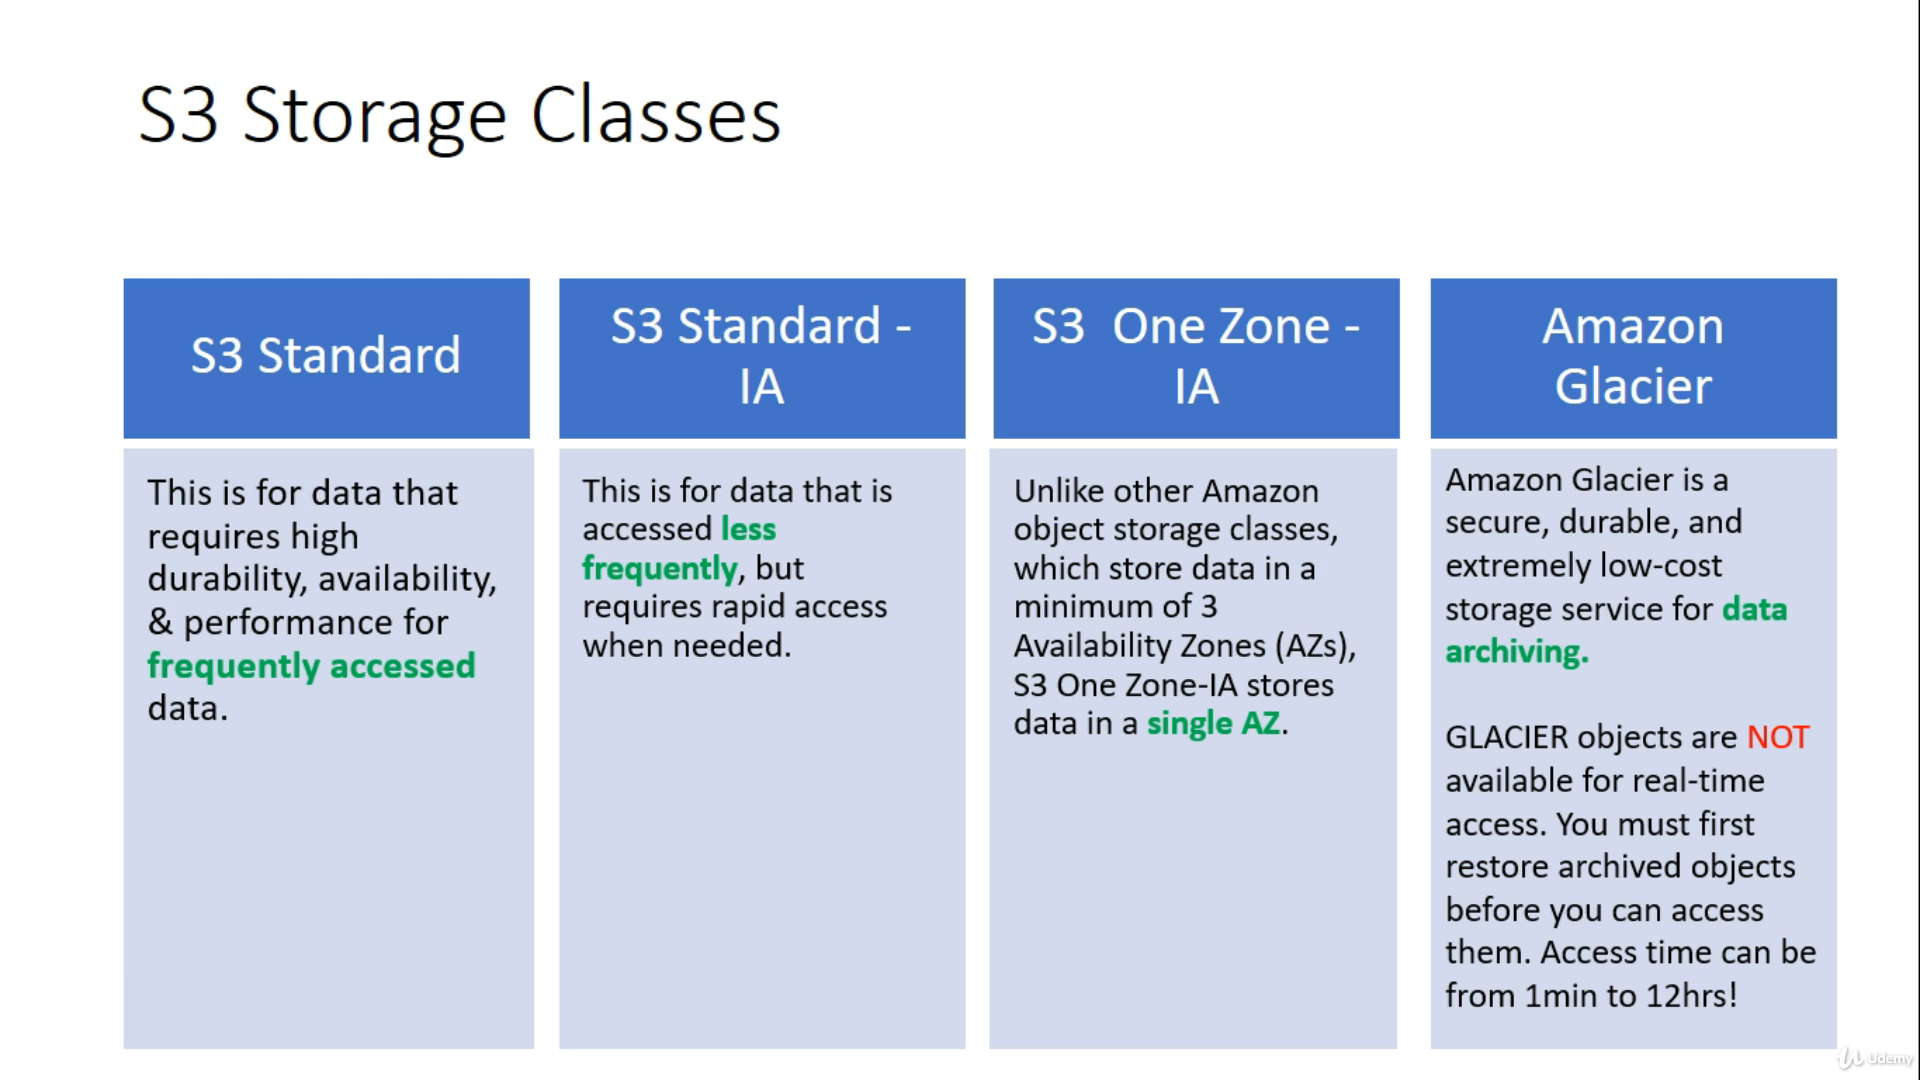 S3 Storage Classes
S3 Standard
This is for data that
requires high
durability, availability,
& performance for
frequently accessed
data.
S3 Standard -
IA
This is for data that is
accessed less
frequently, but
requires rapid access
when needed.
S3 One Zone -
IA
Unlike other Amazon
object storage classes,
which store data in a
minimum of 3
Availability Zones (AZs),
S3 One Zone-IA stores
data in a single AZ.
Amazon
Glacier
Amazon Glacier is a
secure, durable, and
extremely low-cost
storage service for data
archiving.
GLACIER objects are NOT
available for real-time
access. You must first
restore archived objects
before you can access
them. Access time can be
from 1min to 12hrs!
Udemy